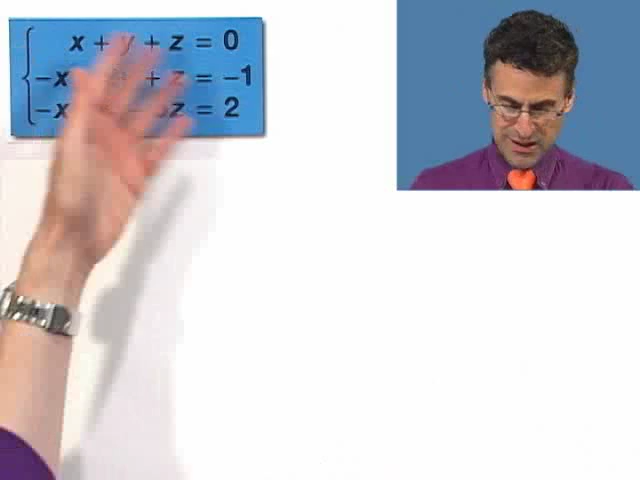 x + y + z = 0
−x + z = −1
−x z = 2